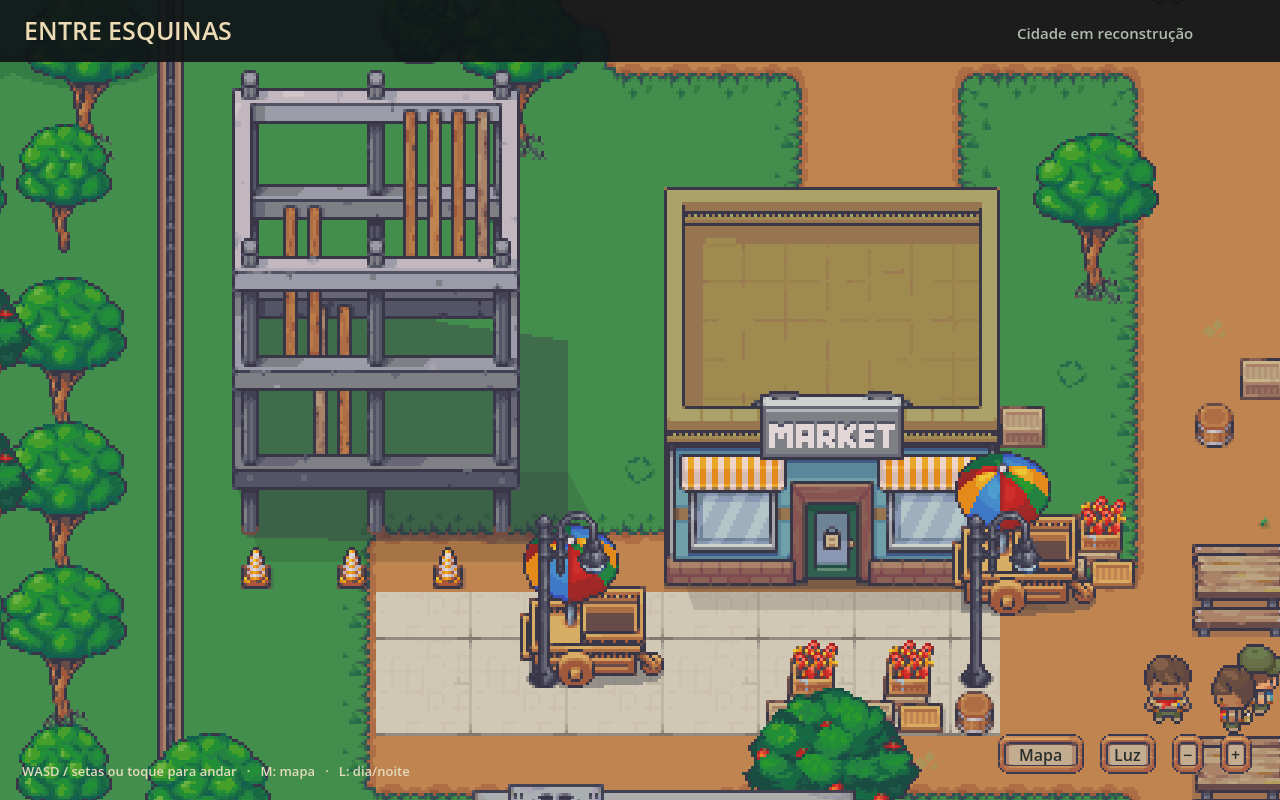 ENTRE ESQUINAS
Cidade em reconstrução
MARKET
Mapa
Luz
−
+
WASD / setas ou toque para andar · M: mapa · L: dia/noite